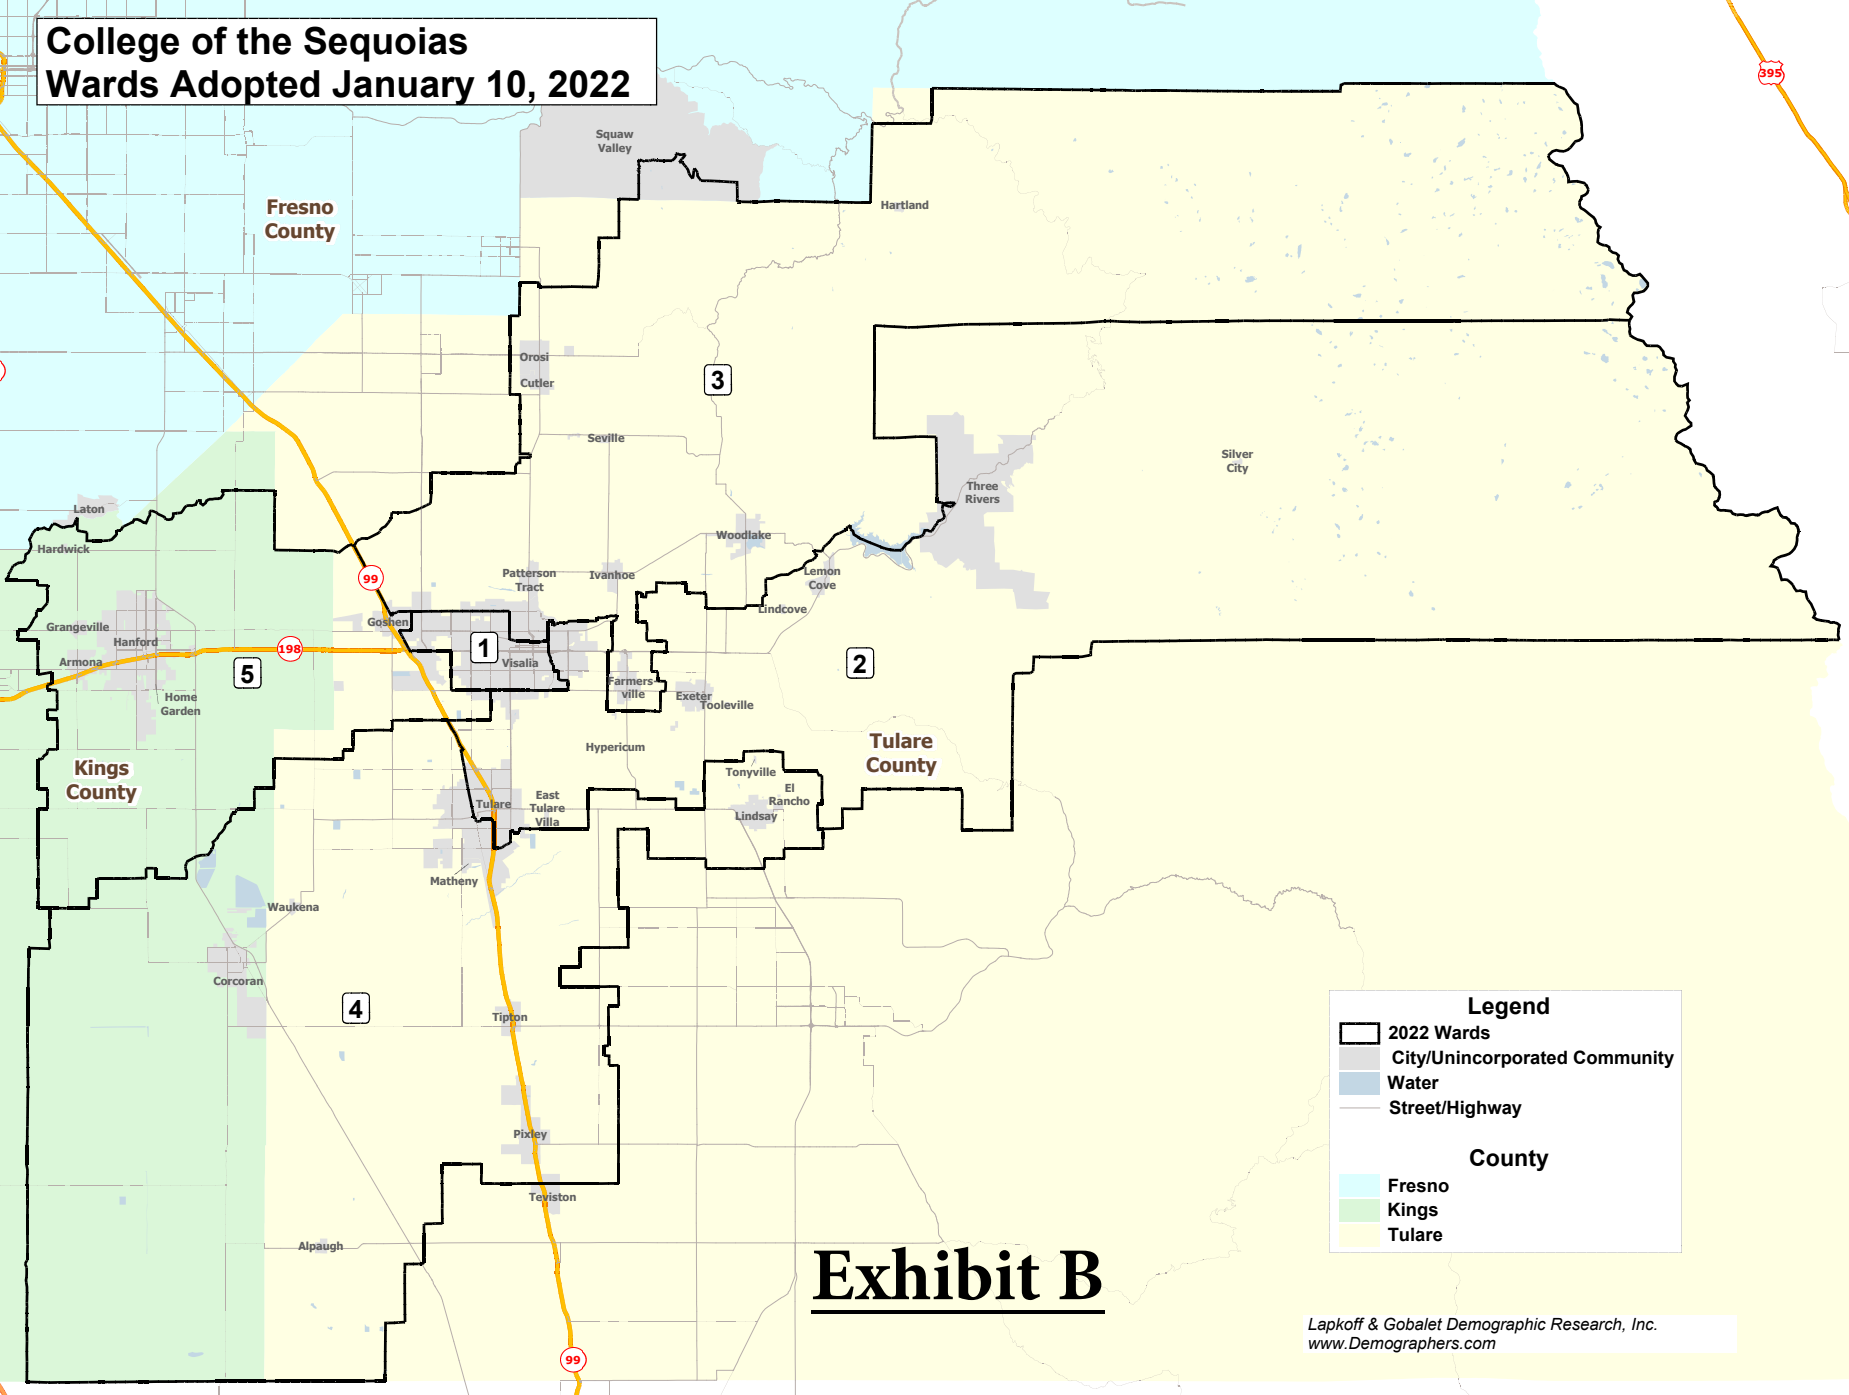 College of the Sequoias
Wards Adopted January 10, 2022
395
Squaw
Valley
Hartland
Fresno
County
Orosi
Cutler
3
Seville
Silver
City
Three
Rivers
Laton
Woodlake
Hardwick
99
Patterson
Tract
Ivanhoe
Lemon
Cove
Lindcove
Goshen
Grangeville
Hanford
198
1
Visalia
2
Armona
5
Farmers-
ville
Exeter
Tooleville
Home
Garden
Hypericum
Tulare
County
Kings
County
Tonyville
El
Rancho
Tulare
East
Tulare
Villa
Lindsay
Matheny
Waukena
Corcoran
4
Tipton
Pixley
Teviston
Alpaugh
99
Exhibit B
Legend
2022 Wards
City/Unincorporated Community
Water
Street/Highway
County
Fresno
Kings
Tulare
Lapkoff & Gobalet Demographic Research, Inc.
www.Demographers.com